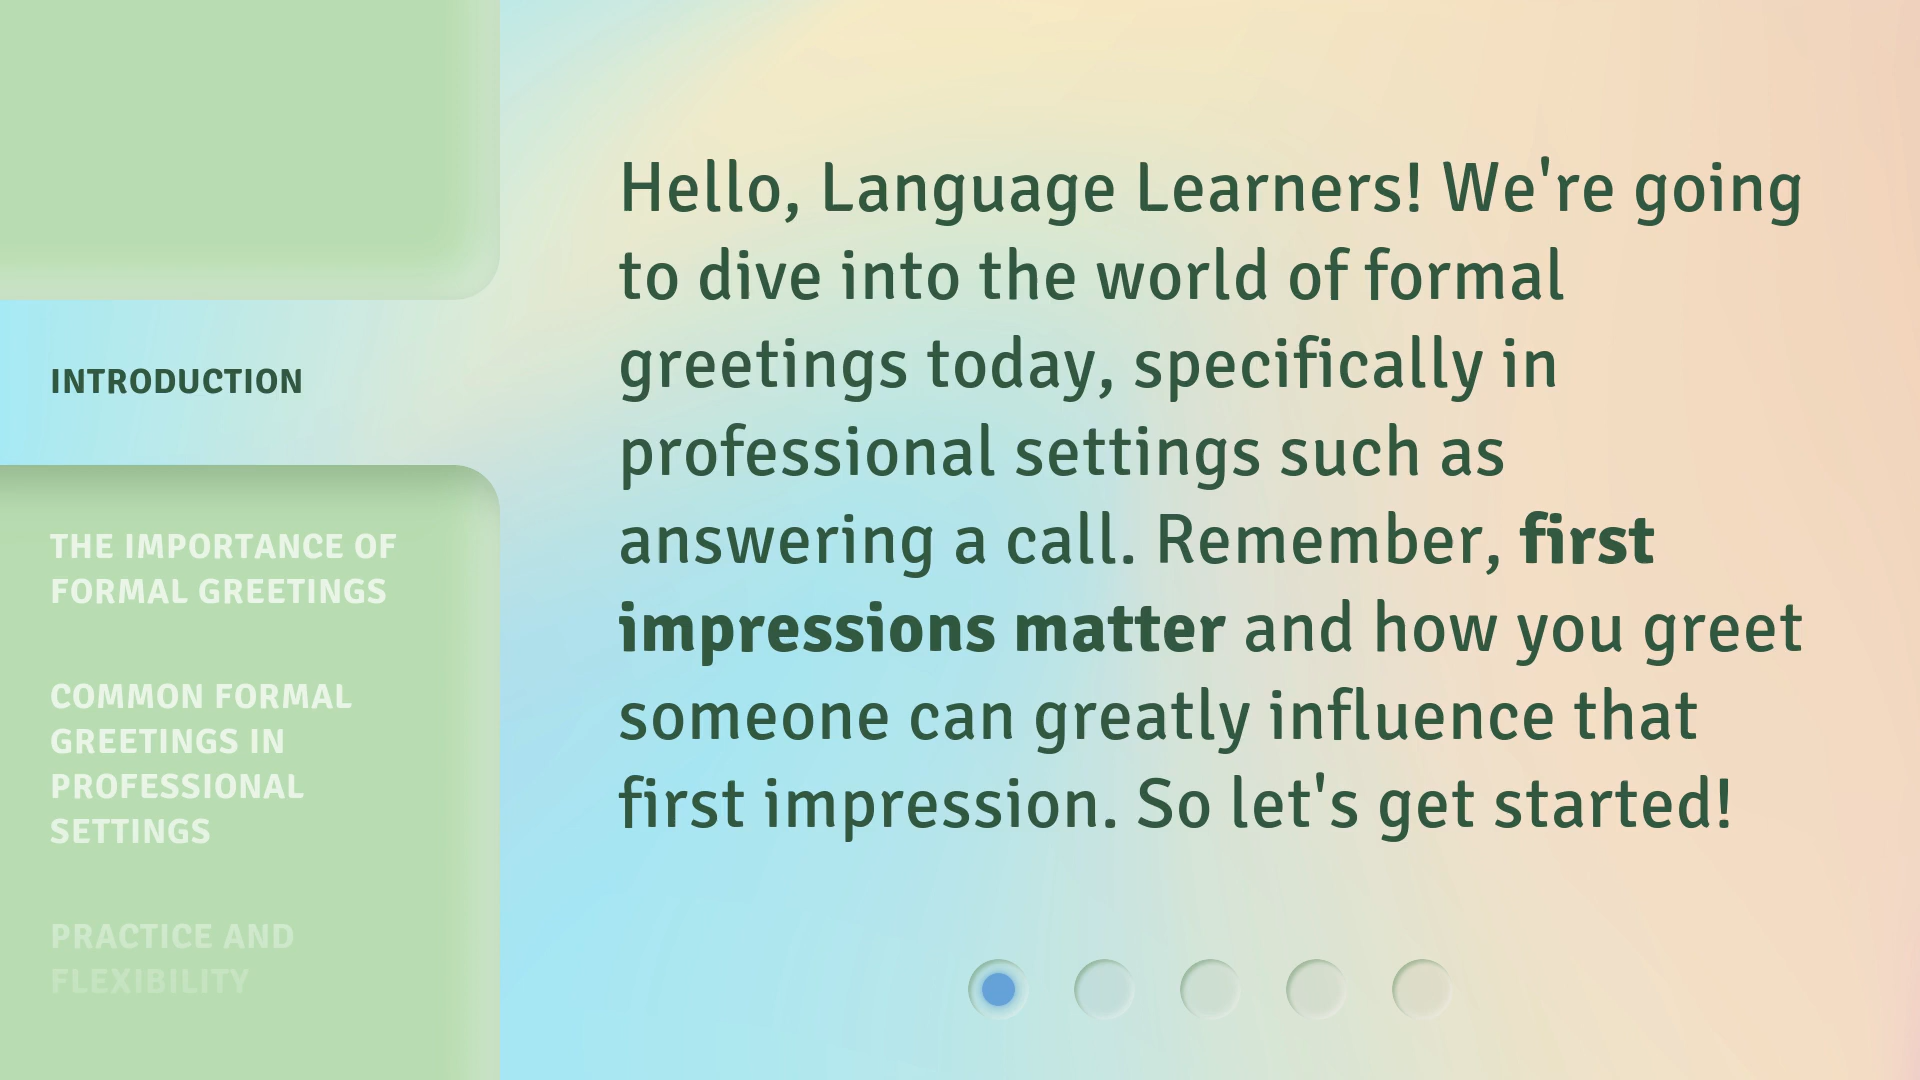 INTRODUCTION
THE IMPORTANCE OF
FORMAL GREETINGS
COMMON FORMAL
GREETINGS IN
PROFESSIONAL
SETTINGS
PRACTICE AND
FLEXIBILITY
Hello, Language Learners! We're going
to dive into the world of formal
greetings today, specifically in
professional settings such as
answering a call. Remember, first
impressions matter and how you greet
someone can greatly influence that
first impression. So let's get started!